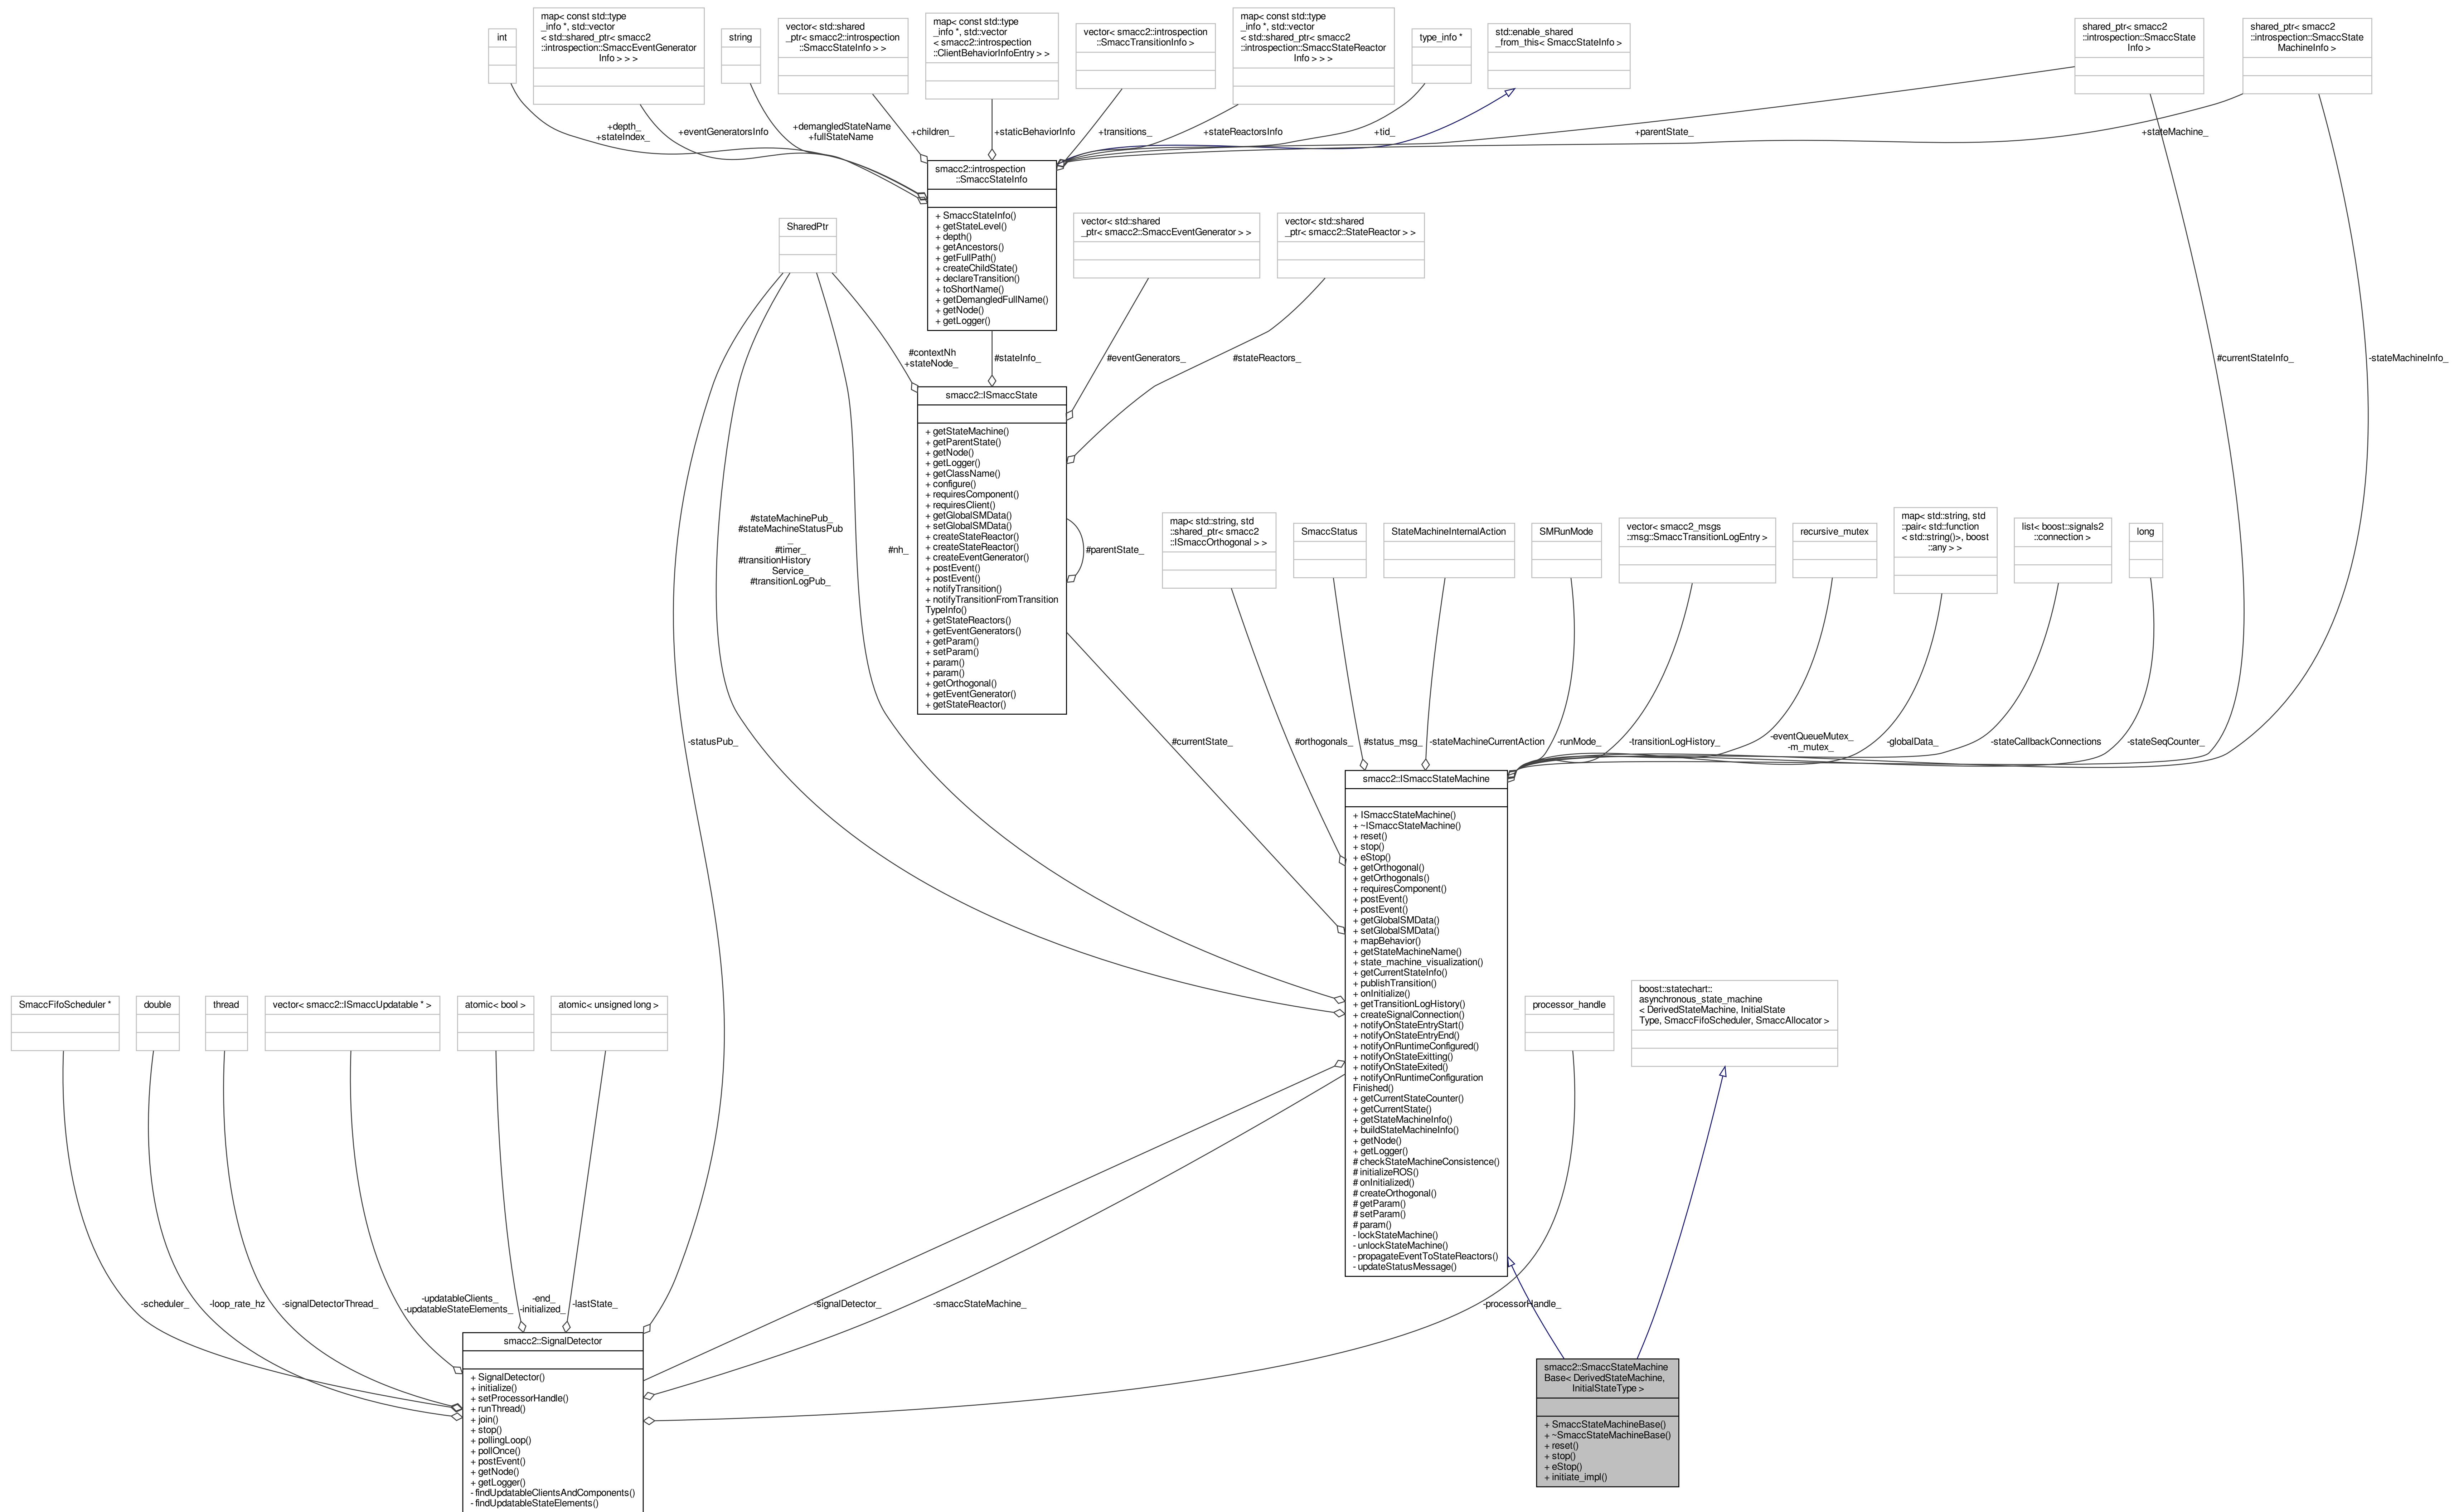 int
map< const std::type
_info *, std::vector
< std::shared_ptr< smacc2
::introspection::SmaccEventGenerator
Info > > >
string
vector< std::shared
_ptr< smacc2::introspection
::SmaccStateInfo > >
map< const std::type
_info *, std::vector
< smacc2::introspection
::ClientBehaviorInfoEntry > >
vector< smacc2::introspection
::SmaccTransitionInfo >
map< const std::type
_info *, std::vector
< std::shared_ptr< smacc2
::introspection::SmaccStateReactor
Info > > >
type_info *
std::enable_shared
_from_this< SmaccStateInfo >
shared_ptr< smacc2
::introspection::SmaccState
Info >
shared_ptr< smacc2
::introspection::SmaccState
MachineInfo >
+depth_
+stateIndex_
+eventGeneratorsInfo
+demangledStateName
+fullStateName
+children_
+staticBehaviorInfo
+transitions_
+stateReactorsInfo
+tid_
+parentState_
+stateMachine_
smacc2::introspection
::SmaccStateInfo
+ SmaccStateInfo()
+ getStateLevel()
+ depth()
+ getAncestors()
+ getFullPath()
+ createChildState()
+ declareTransition()
+ toShortName()
+ getDemangledFullName()
+ getNode()
+ getLogger()
SharedPtr
vector< std::shared
_ptr< smacc2::SmaccEventGenerator > >
vector< std::shared
_ptr< smacc2::StateReactor > >
#contextNh
+stateNode_
#stateInfo_
#eventGenerators_
#stateReactors_
#currentStateInfo_
-stateMachineInfo_
smacc2::ISmaccState
+ getStateMachine()
+ getParentState()
+ getNode()
+ getLogger()
+ getClassName()
+ configure()
+ requiresComponent()
+ requiresClient()
+ getGlobalSMData()
+ setGlobalSMData()
+ createStateReactor()
+ createStateReactor()
+ createEventGenerator()
+ postEvent()
+ postEvent()
+ notifyTransition()
+ notifyTransitionFromTransition
TypeInfo()
+ getStateReactors()
+ getEventGenerators()
+ getParam()
+ setParam()
+ param()
+ param()
+ getOrthogonal()
+ getEventGenerator()
+ getStateReactor()
#parentState_
#stateMachinePub_
#stateMachineStatusPub
_
#timer_
#transitionHistory
Service_
#transitionLogPub_
#nh_
map< std::string, std
::shared_ptr< smacc2
::ISmaccOrthogonal > >
SmaccStatus
StateMachineInternalAction
SMRunMode
vector< smacc2_msgs
::msg::SmaccTransitionLogEntry >
recursive_mutex
map< std::string, std
::pair< std::function
< std::string()>, boost
::any > >
list< boost::signals2
::connection >
long
-statusPub_
#currentState_
#orthogonals_
#status_msg_
-stateMachineCurrentAction
-runMode_
-transitionLogHistory_
-eventQueueMutex_
-m_mutex_
-globalData_
-stateCallbackConnections
-stateSeqCounter_
smacc2::ISmaccStateMachine
+ ISmaccStateMachine()
+ ~ISmaccStateMachine()
+ reset()
+ stop()
+ eStop()
+ getOrthogonal()
+ getOrthogonals()
+ requiresComponent()
+ postEvent()
+ postEvent()
+ getGlobalSMData()
+ setGlobalSMData()
+ mapBehavior()
+ getStateMachineName()
+ state_machine_visualization()
+ getCurrentStateInfo()
+ publishTransition()
+ onInitialize()
+ getTransitionLogHistory()
+ createSignalConnection()
+ notifyOnStateEntryStart()
+ notifyOnStateEntryEnd()
+ notifyOnRuntimeConfigured()
+ notifyOnStateExitting()
+ notifyOnStateExited()
+ notifyOnRuntimeConfiguration
Finished()
+ getCurrentStateCounter()
+ getCurrentState()
+ getStateMachineInfo()
+ buildStateMachineInfo()
+ getNode()
+ getLogger()
# checkStateMachineConsistence()
# initializeROS()
# onInitialized()
# createOrthogonal()
# getParam()
# setParam()
# param()
- lockStateMachine()
- unlockStateMachine()
- propagateEventToStateReactors()
- updateStatusMessage()
SmaccFifoScheduler *
double
thread
vector< smacc2::ISmaccUpdatable * >
atomic< bool >
atomic< unsigned long >
processor_handle
boost::statechart::
asynchronous_state_machine
< DerivedStateMachine, InitialState
Type, SmaccFifoScheduler, SmaccAllocator >
-scheduler_
-loop_rate_hz
-signalDetectorThread_
-updatableClients_
-updatableStateElements_
-end_
-initialized_
-lastState_
-signalDetector_
-smaccStateMachine_
-processorHandle_
smacc2::SignalDetector
+ SignalDetector()
+ initialize()
+ setProcessorHandle()
+ runThread()
+ join()
+ stop()
+ pollingLoop()
+ pollOnce()
+ postEvent()
+ getNode()
+ getLogger()
- findUpdatableClientsAndComponents()
- findUpdatableStateElements()
smacc2::SmaccStateMachine
Base< DerivedStateMachine,
InitialStateType >
+ SmaccStateMachineBase()
+ ~SmaccStateMachineBase()
+ reset()
+ stop()
+ eStop()
+ initiate_impl()